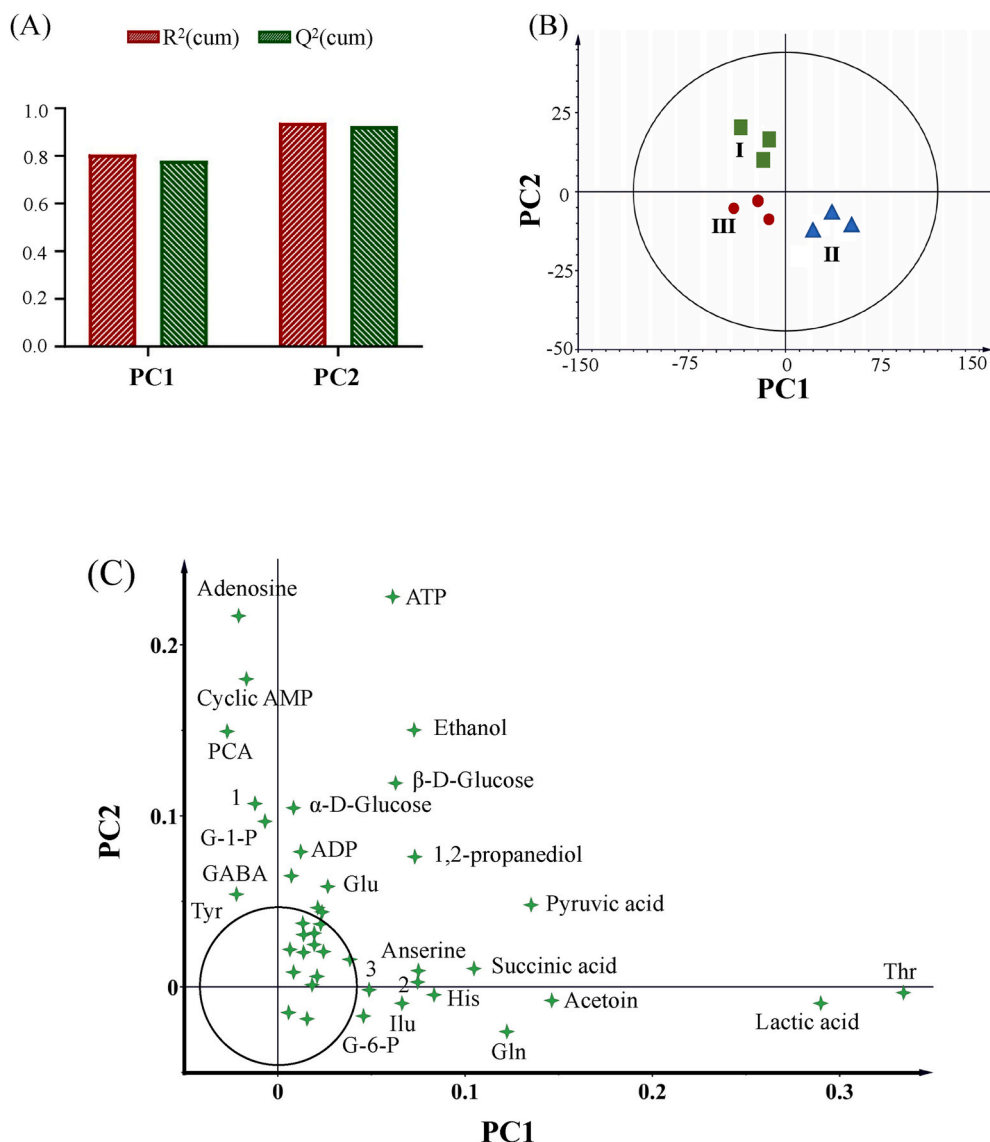 (A)
R²(cum) Q²(cum)
1.0
0.8
0.6
0.4
0.2
0.0
PC1 PC2
(B)
PC2
25
0
-25
-50
I
III
II
-150 -75 0 75 150
PC1
(C)
PC2
0.2
0.1
0
Adenosine
ATP
Cyclic AMP
PCA
Ethanol
β-D-Glucose
1
α-D-Glucose
G-1-P
ADP
1,2-propanediol
GABA
Glu
Tyr
Pyruvic acid
Anserine
3
Succinic acid
Thr
2
His
Acetoin
Ilu
Lactic acid
G-6-P
Gln
0 0.1 0.2 0.3
PC1